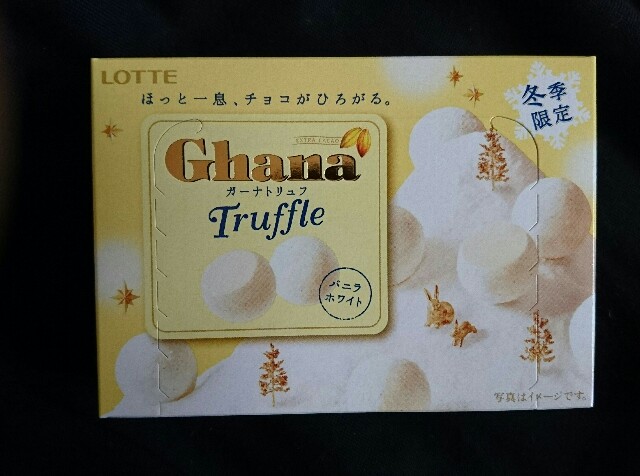 LOTTE
ほっと一息、チョコがひろがる。
冬季
限定
EXTRA CACAO
Ghana
ガーナトリュフ
Truffle
バニラ
ホワイト
写真はイメージです。